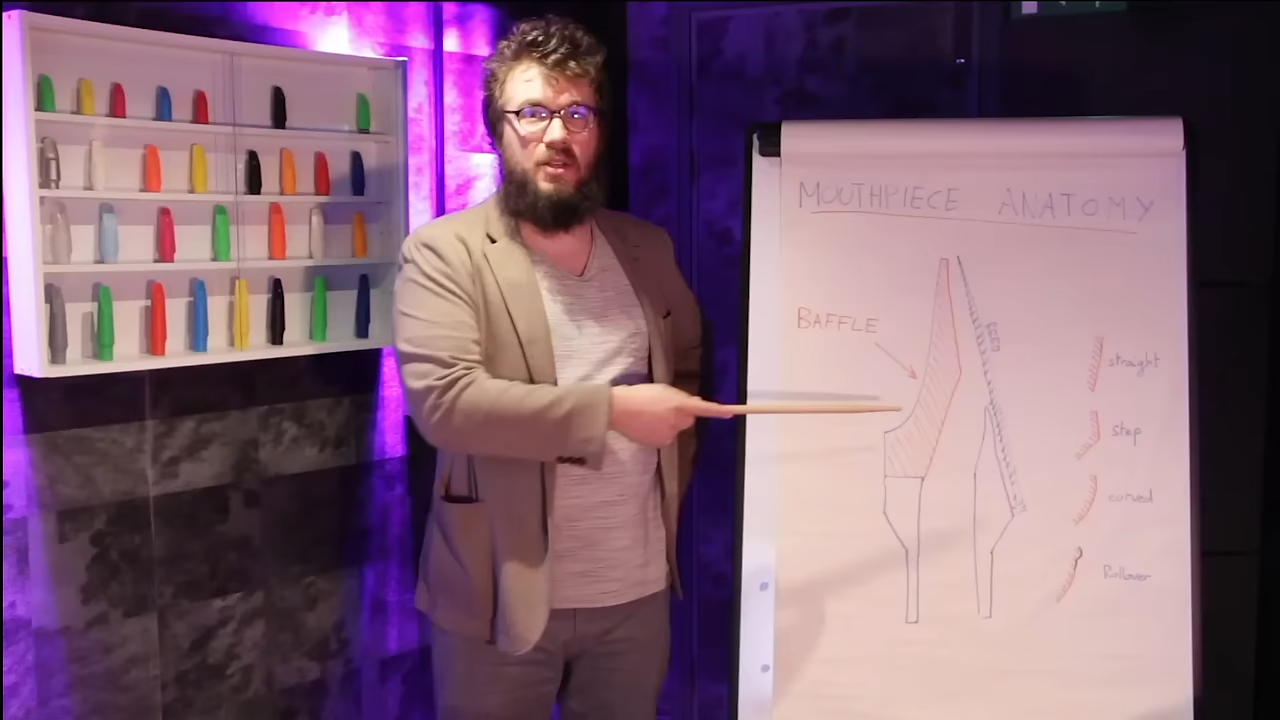 MOUTHPIECE ANATOMY
BAFFLE
straight
step
curved
Rollover